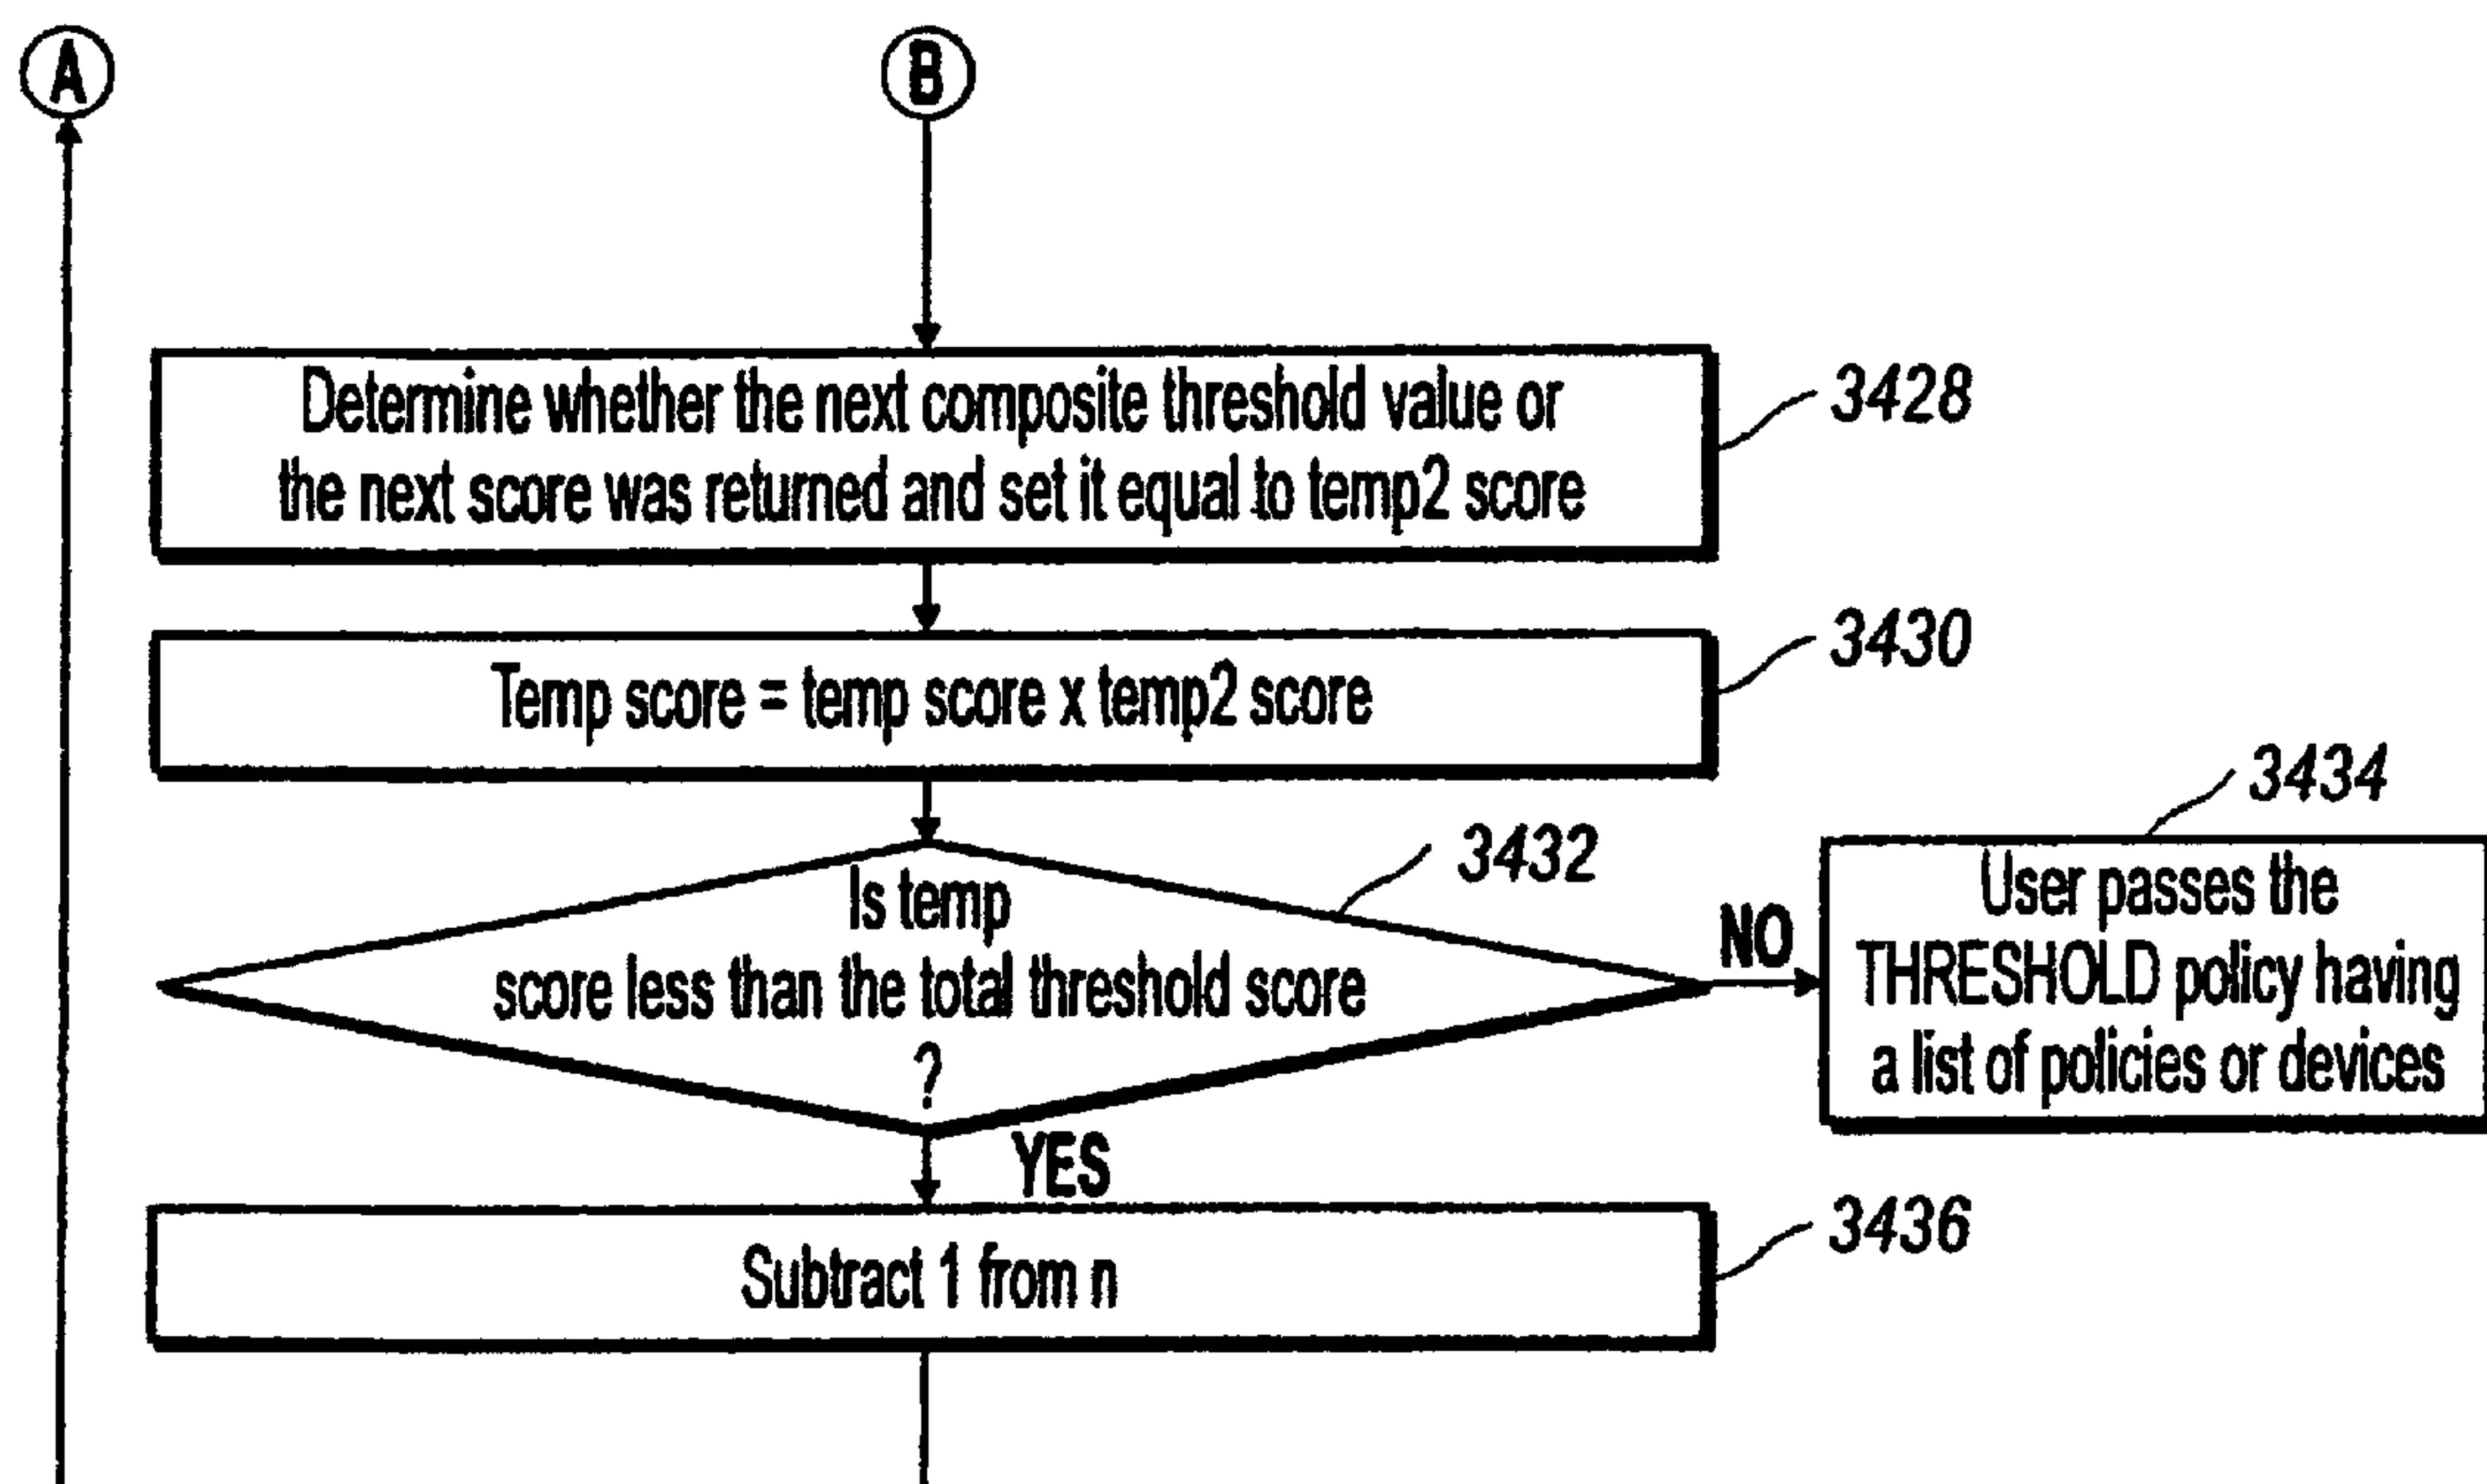 A
B
Determine whether the next composite threshold value or
the next score was returned and set it equal to temp2 score
3428
Temp score = temp score x temp2 score
3430
Is temp
score less than the total threshold score
?
3432
NO
3434
User passes the
THRESHOLD policy having
a list of policies or devices
YES
Subtract 1 from n
3436